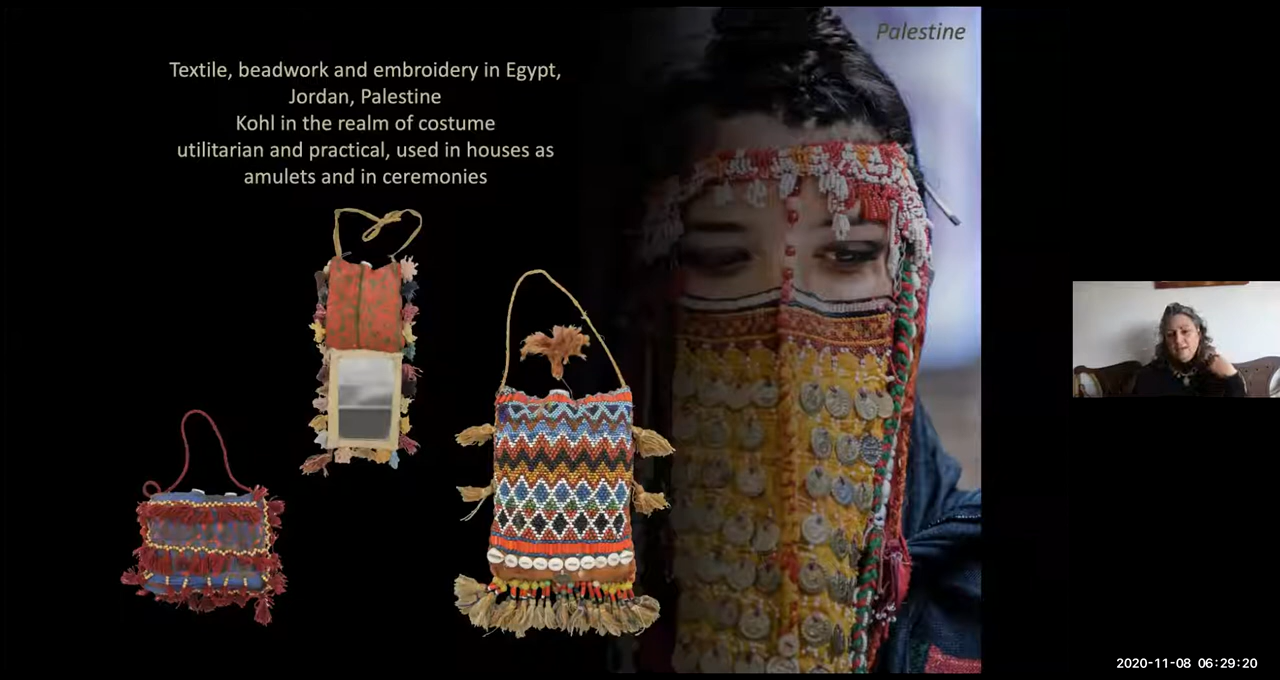 Palestine
Textile, beadwork and embroidery in Egypt,
Jordan, Palestine
Kohl in the realm of costume
utilitarian and practical, used in houses as
amulets and in ceremonies
2020-11-08 06:29:20